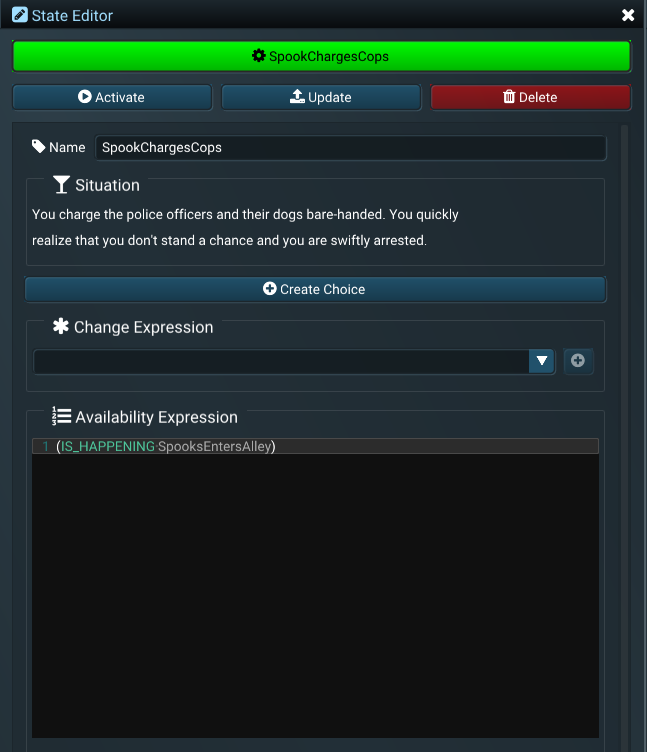 State Editor
SpookChargesCops
Activate
Update
Delete
Name
SpookChargesCops
Situation
You charge the police officers and their dogs bare-handed. You quickly
realize that you don't stand a chance and you are swiftly arrested.
Create Choice
Change Expression
Availability Expression
1 (IS_HAPPENING·SpooksEntersAlley)